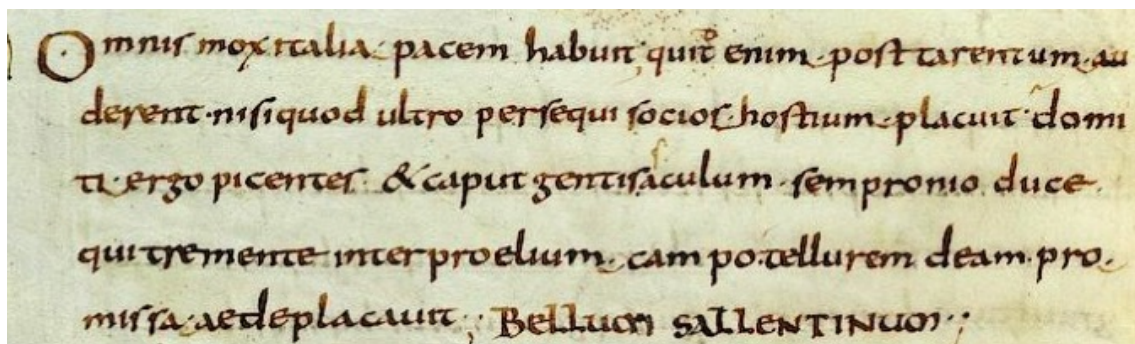 Omnis mox italia· pacem habuit quit enim· post tarentum· au
derent· nisi quod ultro persequi socios· hostium· placuit· domi
ti· ergo picentes· & caput gentis asculum· sempronio duce·
qui tremente inter proelium· campo· tellurem deam· pro·
missa· aede placauit·; Bellum SALLENTINUM·;